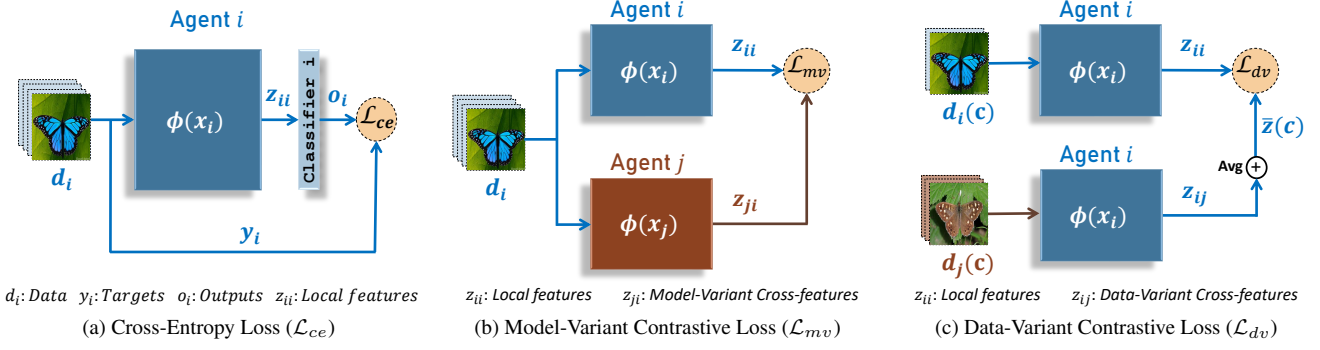 Agent i
d_i
ϕ(x_i)
z_ii
Classifier i
o_i
ℒ_ce
y_i
d_i: Data y_i: Targets o_i: Outputs z_ii: Local features
(a) Cross-Entropy Loss (ℒ_ce)
Agent i
d_i
ϕ(x_i)
z_ii
ℒ_mv
Agent j
ϕ(x_j)
z_ji
z_ii: Local features z_ji: Model-Variant Cross-features
(b) Model-Variant Contrastive Loss (ℒ_mv)
Agent i
d_i(c)
ϕ(x_i)
z_ii
ℒ_dv
z̄(c)
Avg +
Agent i
d_j(c)
ϕ(x_i)
z_ij
z_ii: Local features z_ij: Data-Variant Cross-features
(c) Data-Variant Contrastive Loss (ℒ_dv)